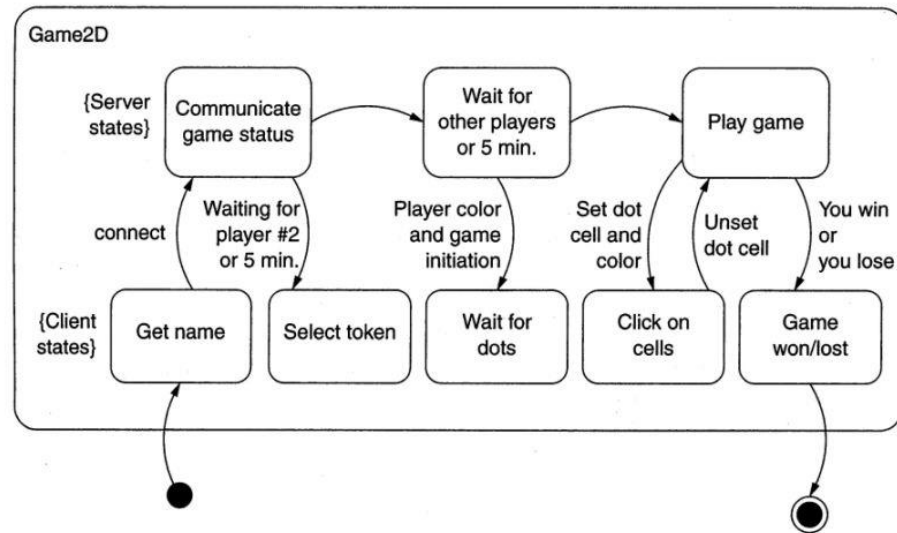 Game2D
{Server
states}
Communicate
game status
Wait for
other players
or 5 min.
Play game
connect
Waiting for
player #2
or 5 min.
Player color
and game
initiation
Set dot
cell and
color
Unset
dot cell
You win
or
you lose
{Client
states}
Get name
Select token
Wait for
dots
Click on
cells
Game
won/lost